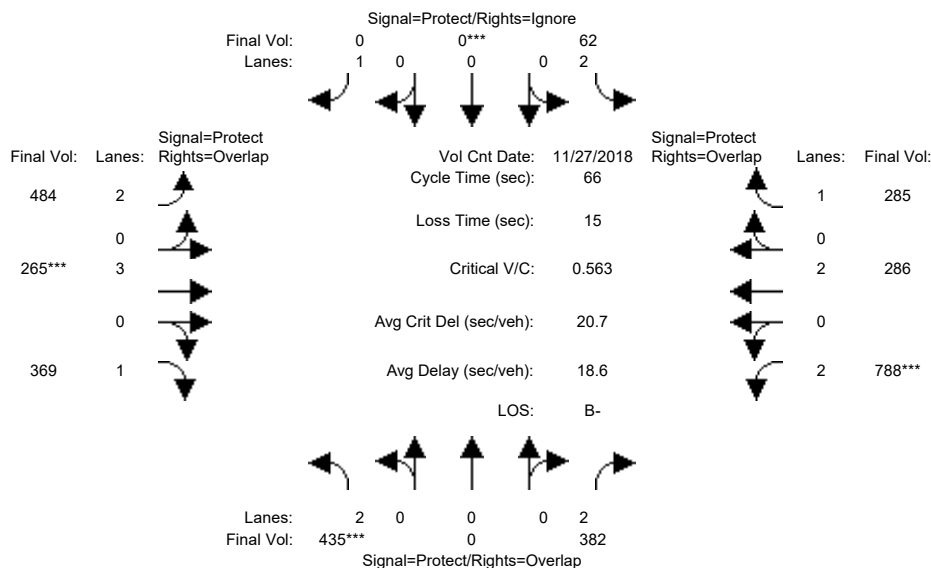 Signal=Protect/Rights=Ignore
Final Vol: 0 0*** 62
Lanes: 1 0 0 0 2
Signal=Protect Signal=Protect
Final Vol: Lanes: Rights=Overlap Vol Cnt Date: 11/27/2018 Rights=Overlap Lanes: Final Vol:
Cycle Time (sec): 66
484 2 1 285
Loss Time (sec): 15
0 0
265*** 3 Critical V/C: 0.563 2 286
0 Avg Crit Del (sec/veh): 20.7 0
369 1 Avg Delay (sec/veh): 18.6 2 788***
LOS: B-
Lanes: 2 0 0 0 2
Final Vol: 435*** 0 382
Signal=Protect/Rights=Overlap